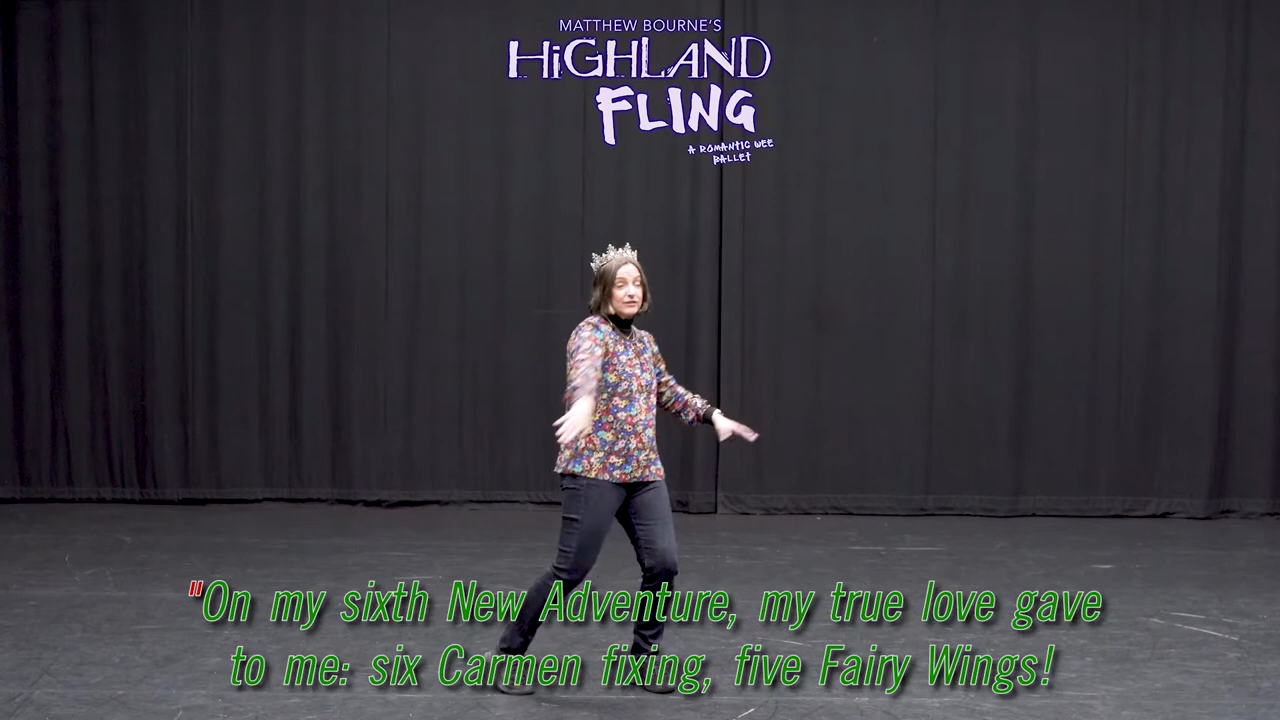 MATTHEW BOURNE'S
HiGHLAND
FLING
A ROMANTIC WEE
BALLET
"On my sixth New Adventure, my true love gave
to me: six Carmen fixing, five Fairy Wings!